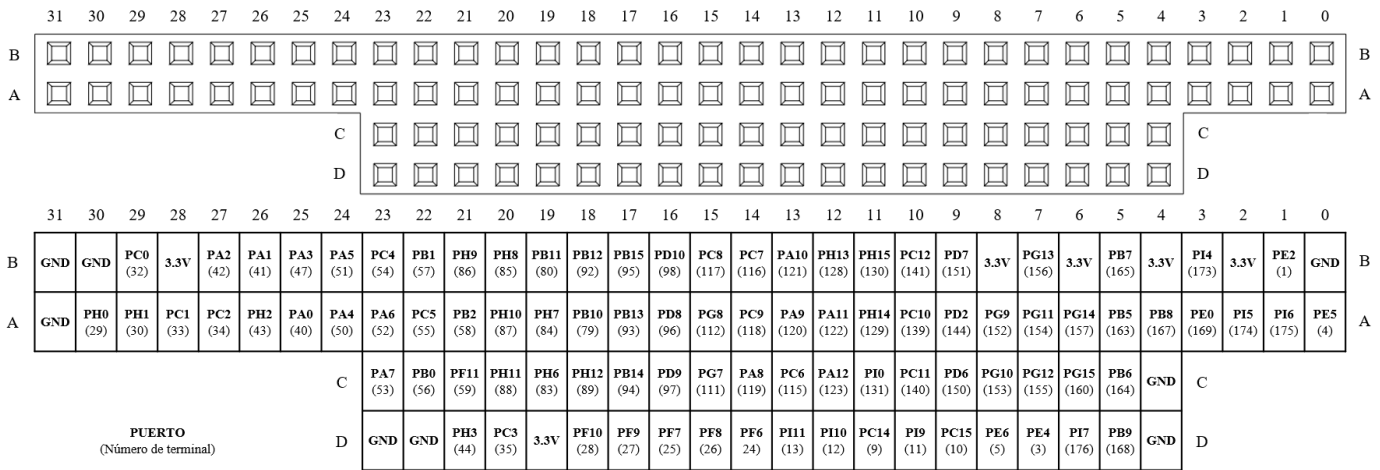 31 30 29 28 27 26 25 24 23 22 21 20 19 18 17 16 15 14 13 12 11 10 9 8 7 6 5 4 3 2 1 0
B B
A A
C C
D D
31 30 29 28 27 26 25 24 23 22 21 20 19 18 17 16 15 14 13 12 11 10 9 8 7 6 5 4 3 2 1 0
B GND GND PC0 3.3V PA2 PA1 PA3 PA5 PC4 PB1 PH9 PH8 PB11 PB12 PB15 PD10 PC8 PC7 PA10 PH13 PH15 PC12 PD7 3.3V PG13 3.3V PB7 3.3V PI4 3.3V PE2 GND B
(32) (42) (41) (47) (51) (54) (57) (86) (85) (80) (92) (95) (98) (117) (116) (121) (128) (130) (141) (151) (156) (165) (173) (1)
A GND PH0 PH1 PC1 PC2 PH2 PA0 PA4 PA6 PC5 PB2 PH10 PH7 PB10 PB13 PD8 PG8 PC9 PA9 PA11 PH14 PC10 PD2 PG9 PG11 PG14 PB5 PB8 PE0 PI5 PI6 PE5 A
(29) (30) (33) (34) (43) (40) (50) (52) (55) (58) (87) (84) (79) (93) (96) (112) (118) (120) (122) (129) (139) (144) (152) (154) (157) (163) (167) (169) (174) (175) (4)
C PA7 PB0 PF11 PH11 PH6 PH12 PB14 PD9 PG7 PA8 PC6 PA12 PI0 PC11 PD6 PG10 PG12 PG15 PB6 GND C
(53) (56) (59) (88) (83) (89) (94) (97) (111) (119) (115) (123) (131) (140) (150) (153) (155) (160) (164)
PUERTO
(Número de terminal)
D GND GND PH3 PC3 3.3V PF10 PF9 PF7 PF8 PF6 PI11 PI10 PC14 PI9 PC15 PE6 PE4 PI7 PB9 GND D
(44) (35) (28) (27) (25) (26) 24) (13) (12) (9) (11) (10) (5) (3) (176) (168)